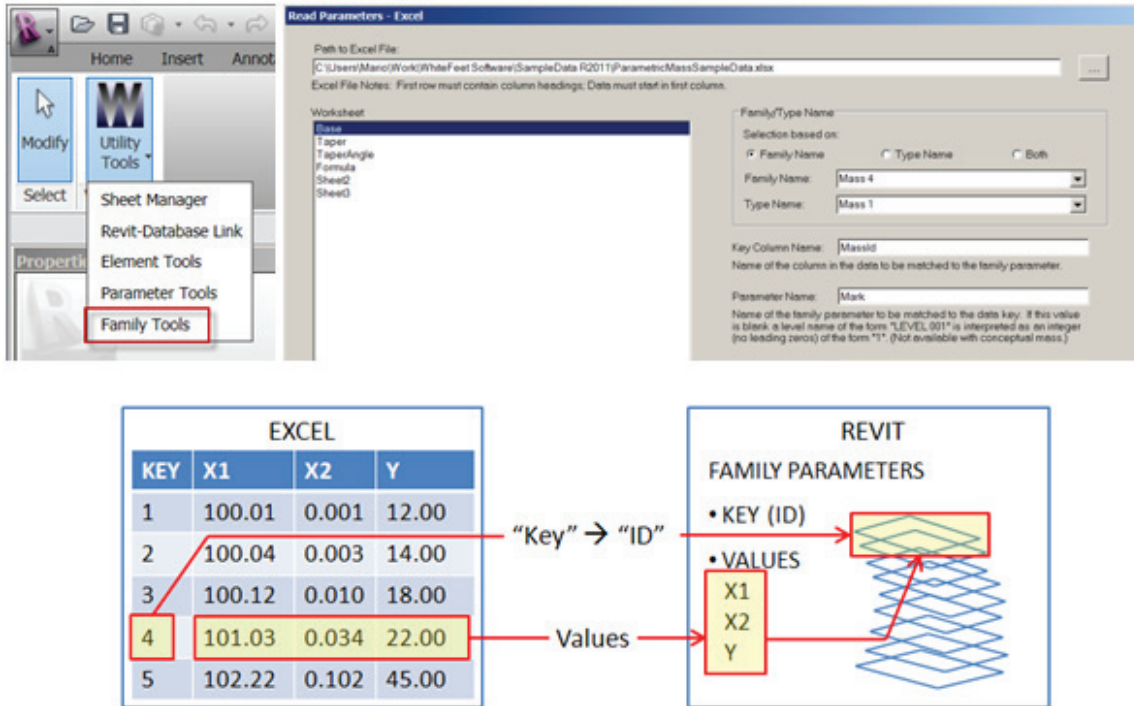 Home Insert Annot
Modify
Utility
Tools
Select
Sheet Manager
Revit-Database Link
Element Tools
Parameter Tools
Family Tools
Properti
Read Parameters - Excel
Path to Excel File:
C:\Users\Mario\Work\WhiteFeet Software\SampleData R2011\ParametricMassSampleData.xlsx
...
Excel File Notes: First row must contain column headings; Data must start in first column.
Worksheet
Base
Taper
TaperAngle
Formula
Sheet2
Sheet3
Family/Type Name
Selection based on:
Family Name Type Name Both
Family Name: Mass 4
Type Name: Mass 1
Key Column Name: MassId
Name of the column in the data to be matched to the family parameter.
Parameter Name: Mark
Name of the family parameter to be matched to the data key. If this value
is blank a level name of the form "LEVEL 001" is interpreted as an integer
(no leading zeros) of the form "1". (Not available with conceptual mass.)
EXCEL
KEY X1 X2 Y
1 100.01 0.001 12.00
2 100.04 0.003 14.00
3 100.12 0.010 18.00
4 101.03 0.034 22.00
5 102.22 0.102 45.00
"Key" → "ID"
Values
REVIT
FAMILY PARAMETERS
• KEY (ID)
• VALUES
X1
X2
Y